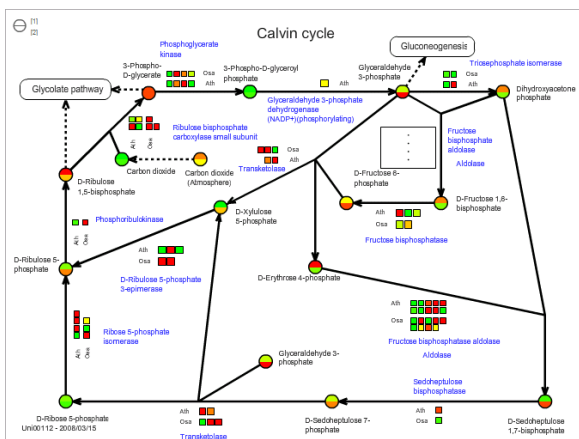 [1]
[2]
Calvin cycle
Phosphoglycerate
kinase
3-Phospho-
D-glycerate
Osa
Ath
3-Phospho-D-glyceroyl
phosphate
Gluconeogenesis
Glyceraldehyde
3-phosphate
Triosephosphate isomerase
Osa
Ath
Dihydroxyacetone
phosphate
Glycolate pathway
Ath
Glyceraldehyde 3-phosphate
dehydrogenase
(NADP+)(phosphorylating)
Ribulose bisphosphate
carboxylase small subunit
Ath
Osa
Fructose
bisphosphate
aldolase
Aldolase
Transketolase
Osa
Ath
Carbon dioxide
Carbon dioxide
(Atmosphere)
D-Ribulose
1,5-bisphosphate
D-Fructose 6-
phosphate
D-Fructose 1,6-
bisphosphate
Phosphoribulokinase
Ath
Osa
D-Xylulose
5-phosphate
Ath
Osa
Fructose bisphosphatase
D-Ribulose 5-
phosphate
Ath
Osa
D-Ribulose 5-phosphate
3-epimerase
D-Erythrose 4-phosphate
Ribose 5-phosphate
isomerase
Ath
Osa
Ath
Osa
Fructose bisphosphatase aldolase
Aldolase
Glyceraldehyde 3-
phosphate
Sedoheptulose
bisphosphatase
Ath
Osa
Ath
Osa
Transketolase
D-Ribose 5-phosphate
D-Sedoheptulose 7-
phosphate
D-Sedoheptulose
1,7-bisphosphate
Uni00112 - 2008/03/15